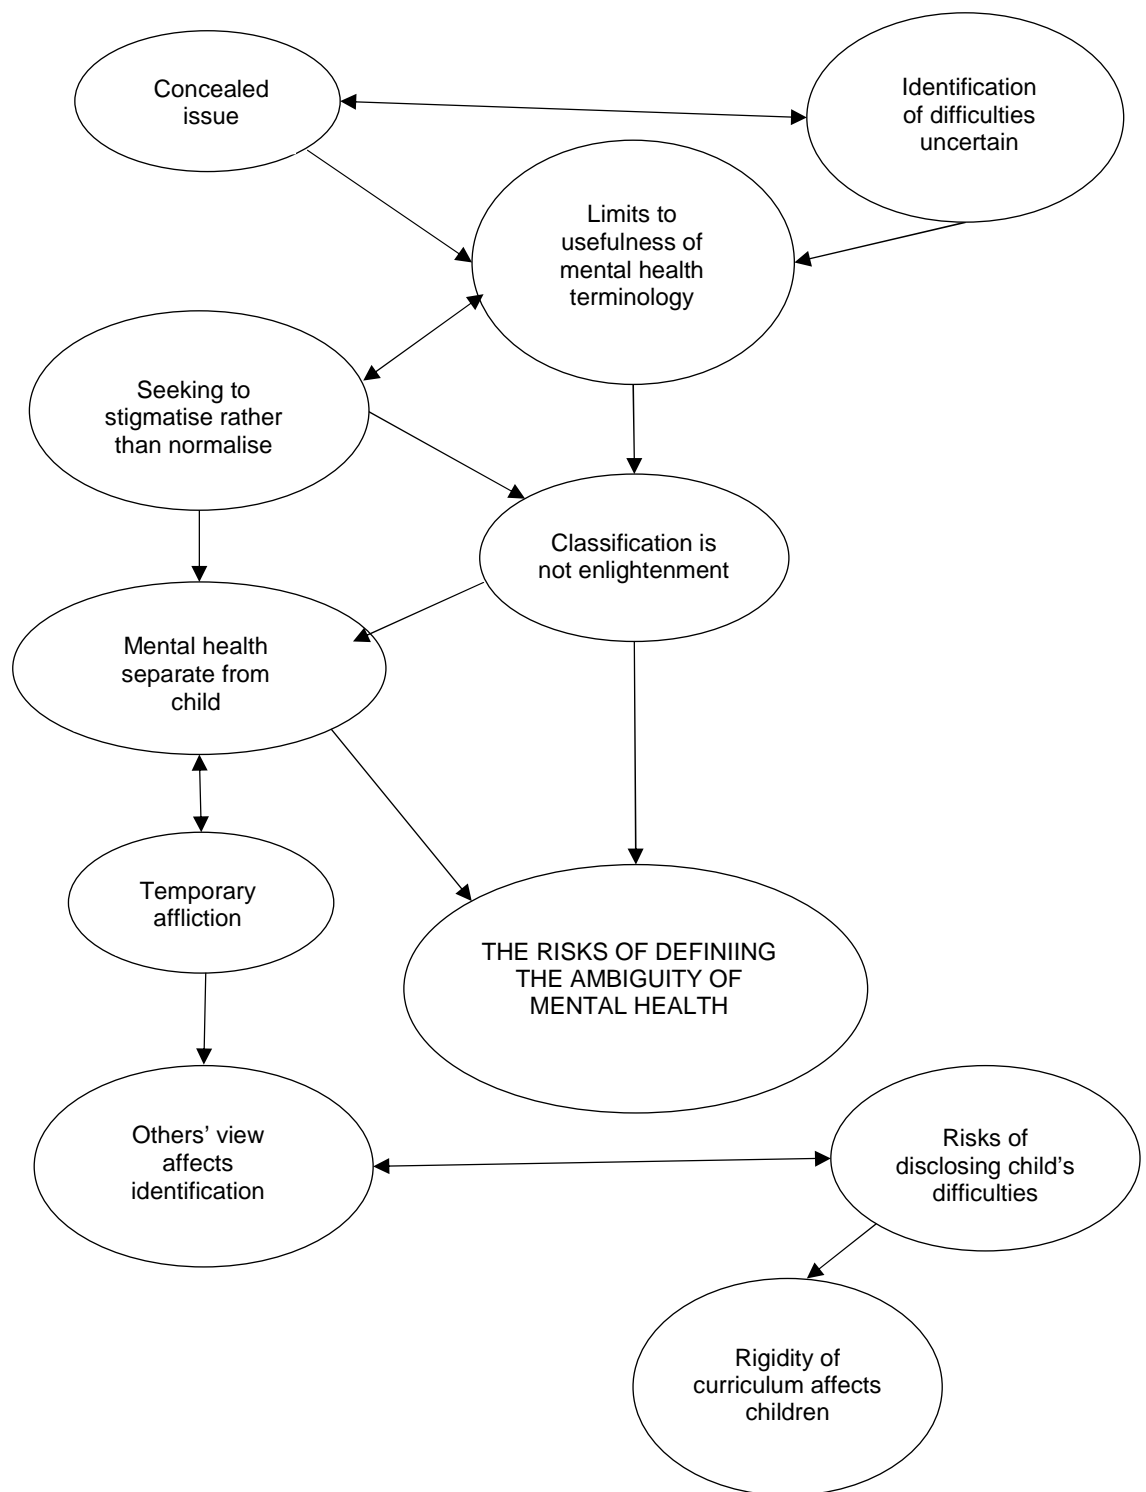 Concealed
issue
Identification
of difficulties
uncertain
Limits to
usefulness of
mental health
terminology
Seeking to
stigmatise rather
than normalise
Classification is
not enlightenment
Mental health
separate from
child
Temporary
affliction
THE RISKS OF DEFINIING
THE AMBIGUITY OF
MENTAL HEALTH
Others’ view
affects
identification
Risks of
disclosing child’s
difficulties
Rigidity of
curriculum affects
children